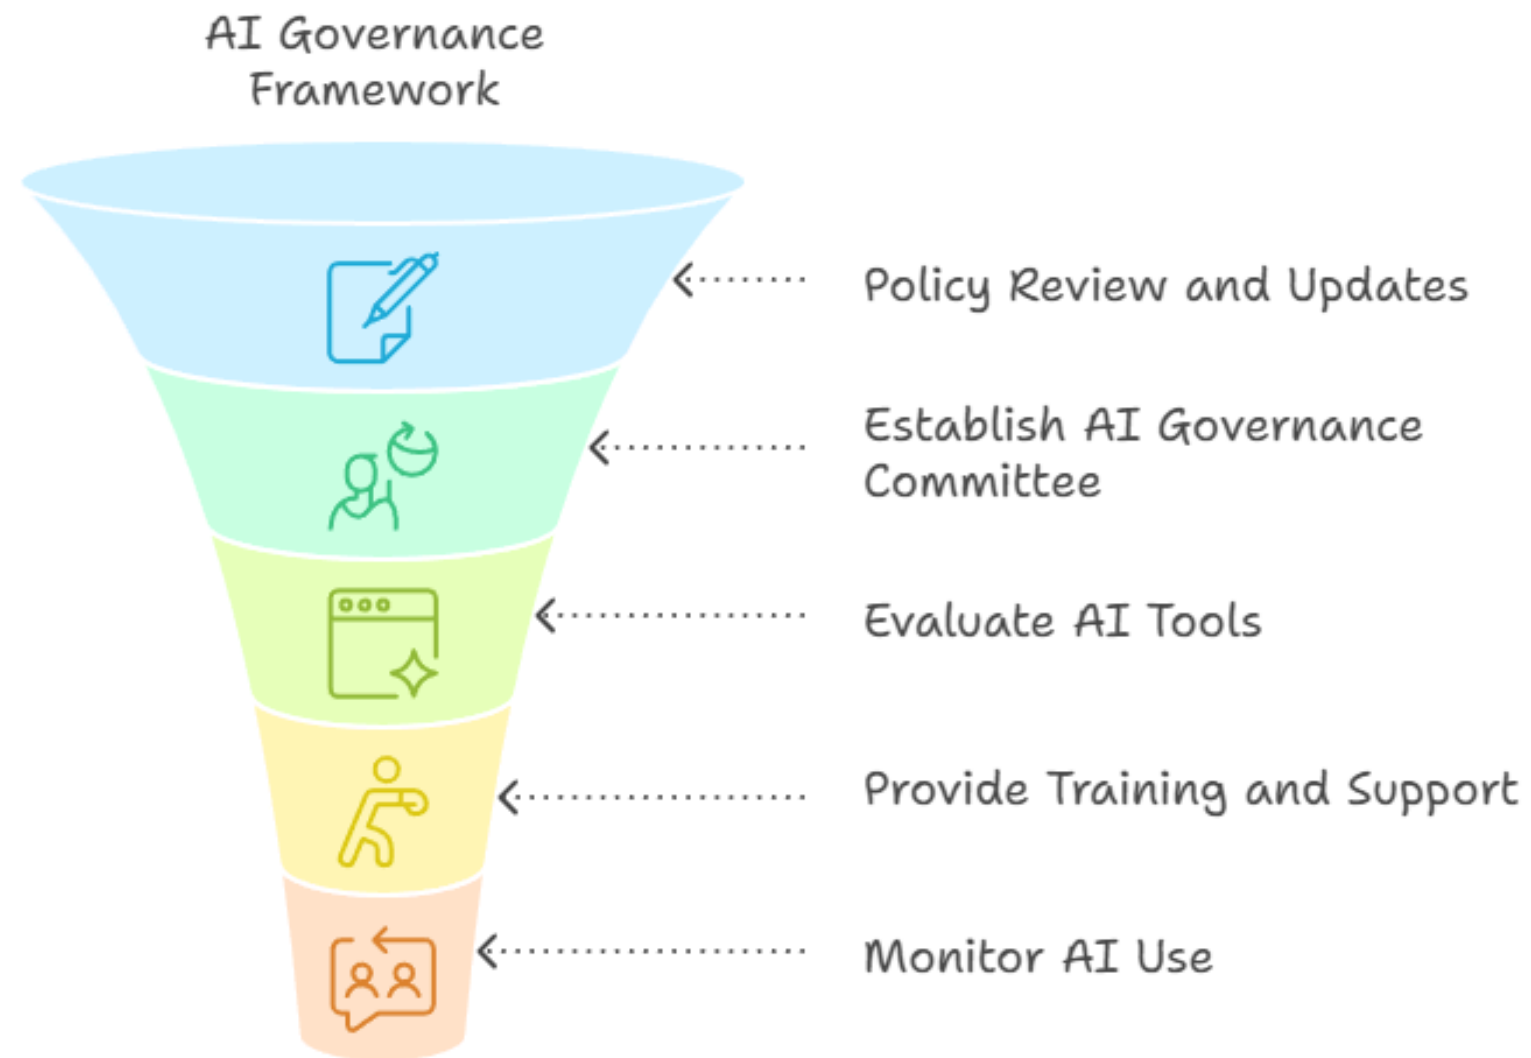 AI Governance
Framework
Policy Review and Updates
Establish AI Governance
Committee
Evaluate AI Tools
Provide Training and Support
Monitor AI Use